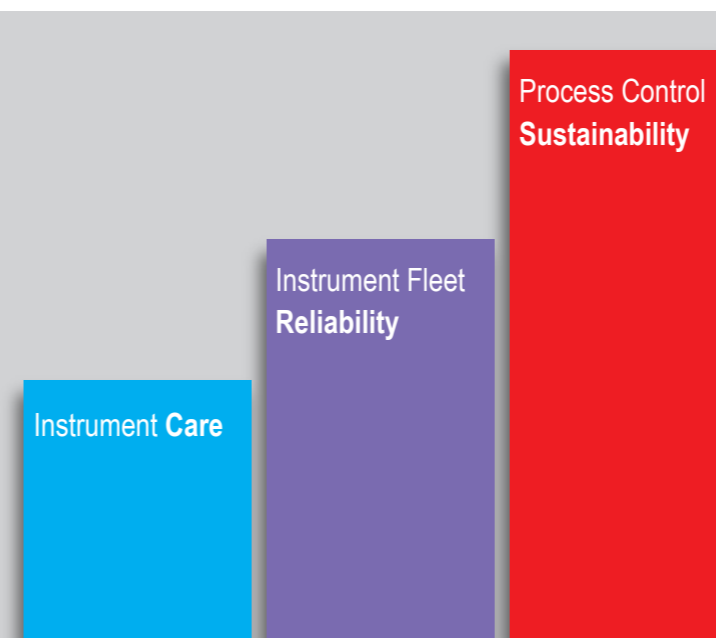 Process Control
Sustainability
Instrument Fleet
Reliability
Instrument Care